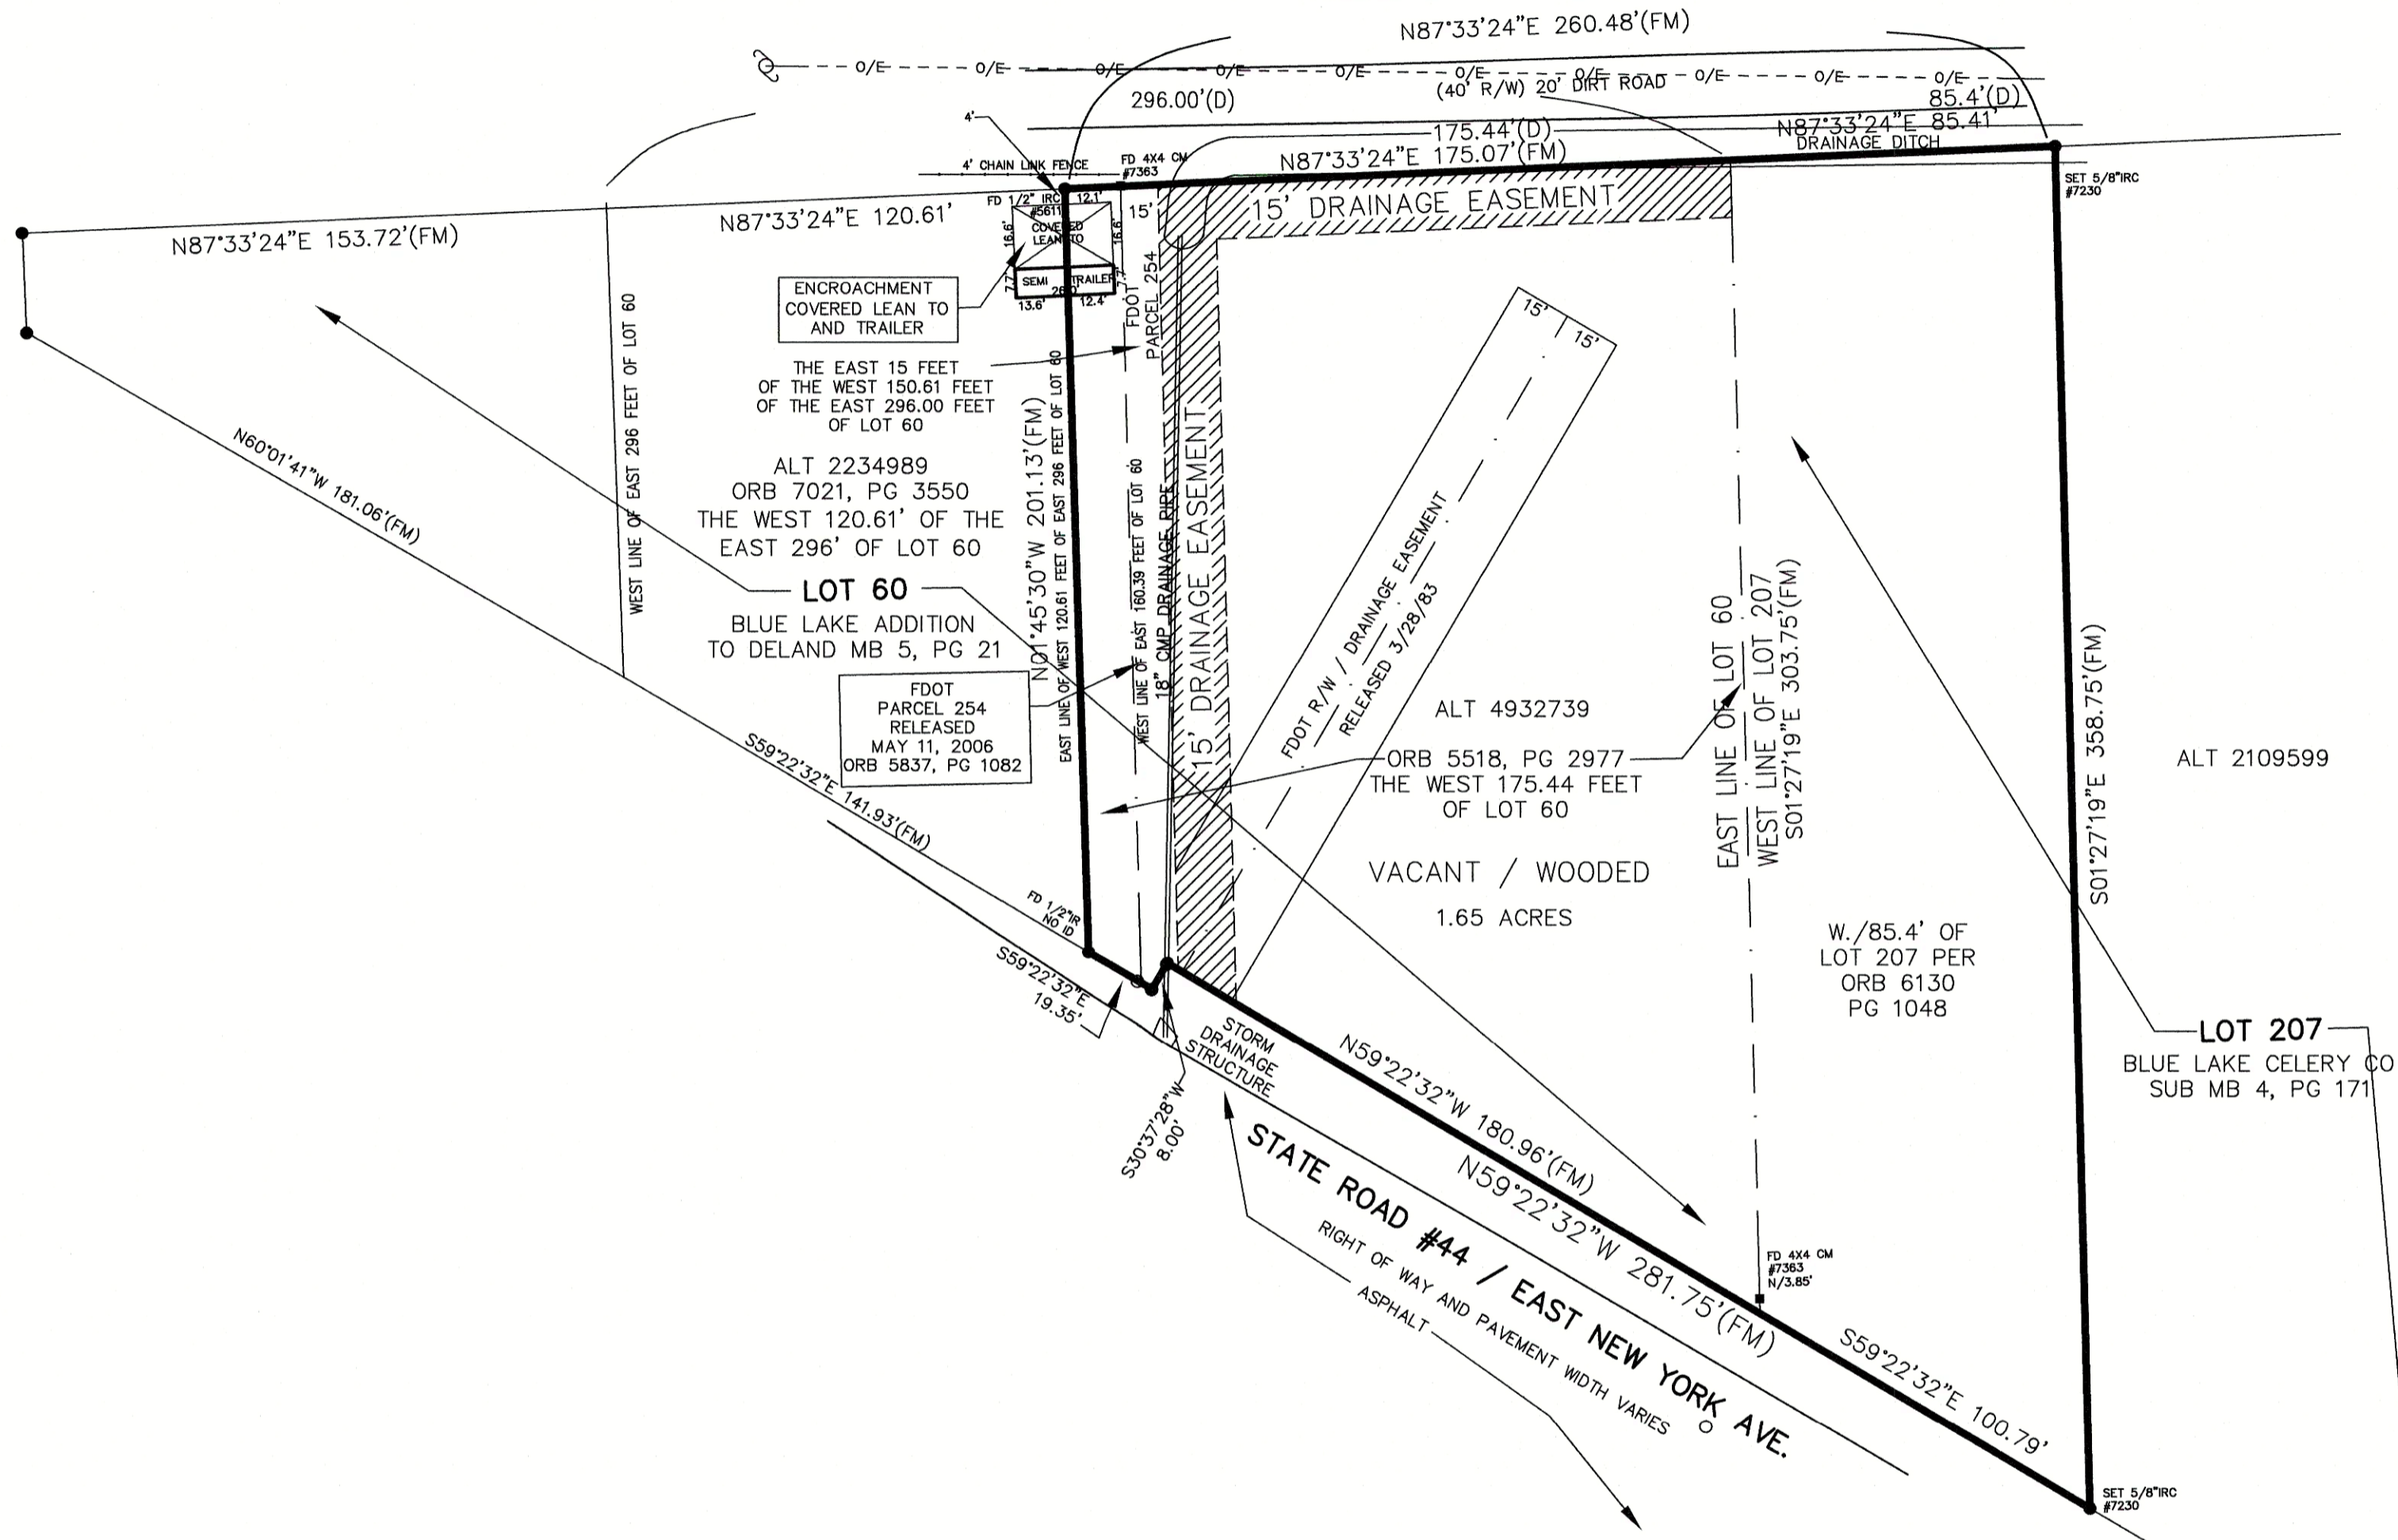 N87°33'24"E 260.48'(FM)
O/E O/E O/E O/E O/E O/E O/E O/E O/E O/E
(40' R/W) 20' DIRT ROAD
296.00'(D)
85.4'(D)
4'
175.44'(D)
N87°33'24"E 85.41'
DRAINAGE DITCH
4' CHAIN LINK FENCE
FD 4X4 CM
#7363
N87°33'24"E 175.07'(FM)
SET 5/8"IRC
#7230
N87°33'24"E 153.72'(FM)
N87°33'24"E 120.61'
FD 1/2" IRC
#5611
12.1'
15'
15' DRAINAGE EASEMENT
COVERED
LEAN TO
16.6'
16.6'
SEMI TRAILER
7.7'
7.7'
26.0'
13.6'
12.4'
ENCROACHMENT
COVERED LEAN TO
AND TRAILER
FDOT
PARCEL 254
15'
15'
THE EAST 15 FEET
OF THE WEST 150.61 FEET
OF THE EAST 296.00 FEET
OF LOT 60
WEST LINE OF EAST 296 FEET OF LOT 60
N60°01'41"W 181.06'(FM)
ALT 2234989
ORB 7021, PG 3550
THE WEST 120.61' OF THE
EAST 296' OF LOT 60
LOT 60
BLUE LAKE ADDITION
TO DELAND MB 5, PG 21
N01°45'30"W 201.13'(FM)
EAST LINE OF WEST 120.61 FEET OF EAST 296 FEET OF LOT 60
WEST LINE OF EAST 160.39 FEET OF LOT 60
18" CMP DRAINAGE PIPE
15' DRAINAGE EASEMENT
FDOT R/W / DRAINAGE EASEMENT
RELEASED 3/28/83
FDOT
PARCEL 254
RELEASED
MAY 11, 2006
ORB 5837, PG 1082
S59°22'32"E 141.93'(FM)
ALT 4932739
ORB 5518, PG 2977
THE WEST 175.44 FEET
OF LOT 60
VACANT / WOODED
1.65 ACRES
EAST LINE OF LOT 60
WEST LINE OF LOT 207
S01°27'19"E 303.75'(FM)
S01°27'19"E 358.75'(FM)
ALT 2109599
W./85.4' OF
LOT 207 PER
ORB 6130
PG 1048
LOT 207
BLUE LAKE CELERY CO
SUB MB 4, PG 171
FD 1/2"IR
NO ID
S59°22'32"E
19.35'
S30°37'28"W
8.00'
STORM
DRAINAGE
STRUCTURE
N59°22'32"W 180.96'(FM)
N59°22'32"W 281.75'(FM)
STATE ROAD #44 / EAST NEW YORK AVE.
RIGHT OF WAY AND PAVEMENT WIDTH VARIES
ASPHALT
FD 4X4 CM
#7363
N/3.85'
S59°22'32"E 100.79'
SET 5/8"IRC
#7230